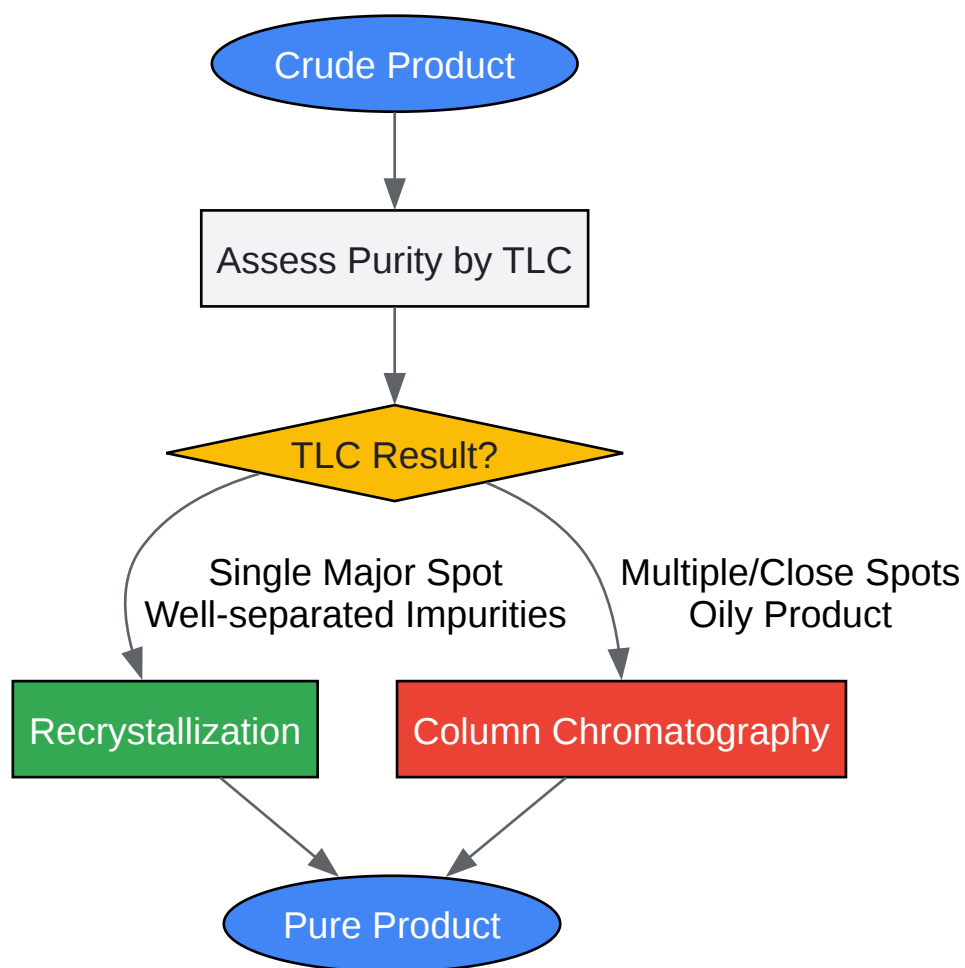 Crude Product
Assess Purity by TLC
TLC Result?
Single Major Spot
Well-separated Impurities
Multiple/Close Spots
Oily Product
Recrystallization
Column Chromatography
Pure Product